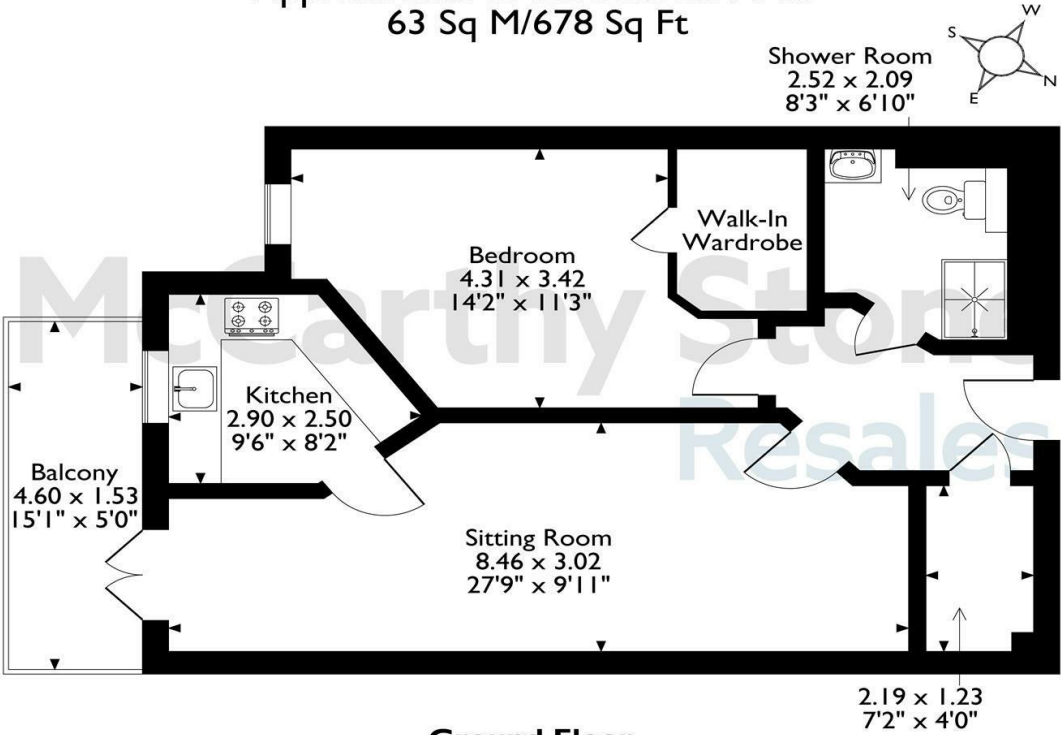 63 Sq M/678 Sq Ft
W
S
N
E
Shower Room
2.52 x 2.09
8'3" x 6'10"
Walk-In
Wardrobe
Bedroom
4.31 x 3.42
14'2" x 11'3"
McCarthy Stone
Resales
Kitchen
2.90 x 2.50
9'6" x 8'2"
Balcony
4.60 x 1.53
15'1" x 5'0"
Sitting Room
8.46 x 3.02
27'9" x 9'11"
2.19 x 1.23
7'2" x 4'0"
Ground Floor